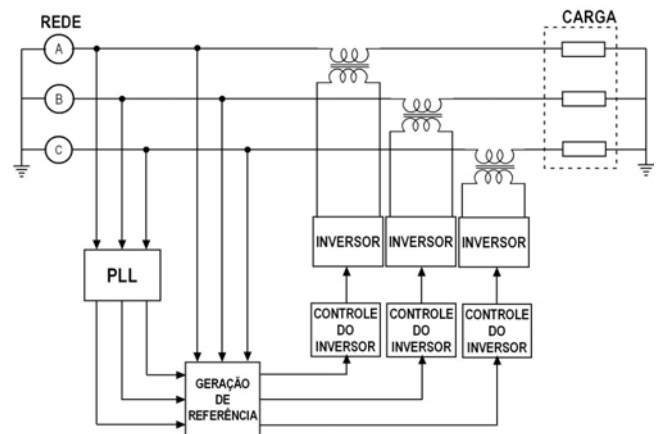 REDE
CARGA
A
B
C
INVERSOR
INVERSOR
INVERSOR
PLL
CONTROLE
DO
INVERSOR
CONTROLE
DO
INVERSOR
CONTROLE
DO
INVERSOR
GERAÇÃO
DE
REFERÊNCIA